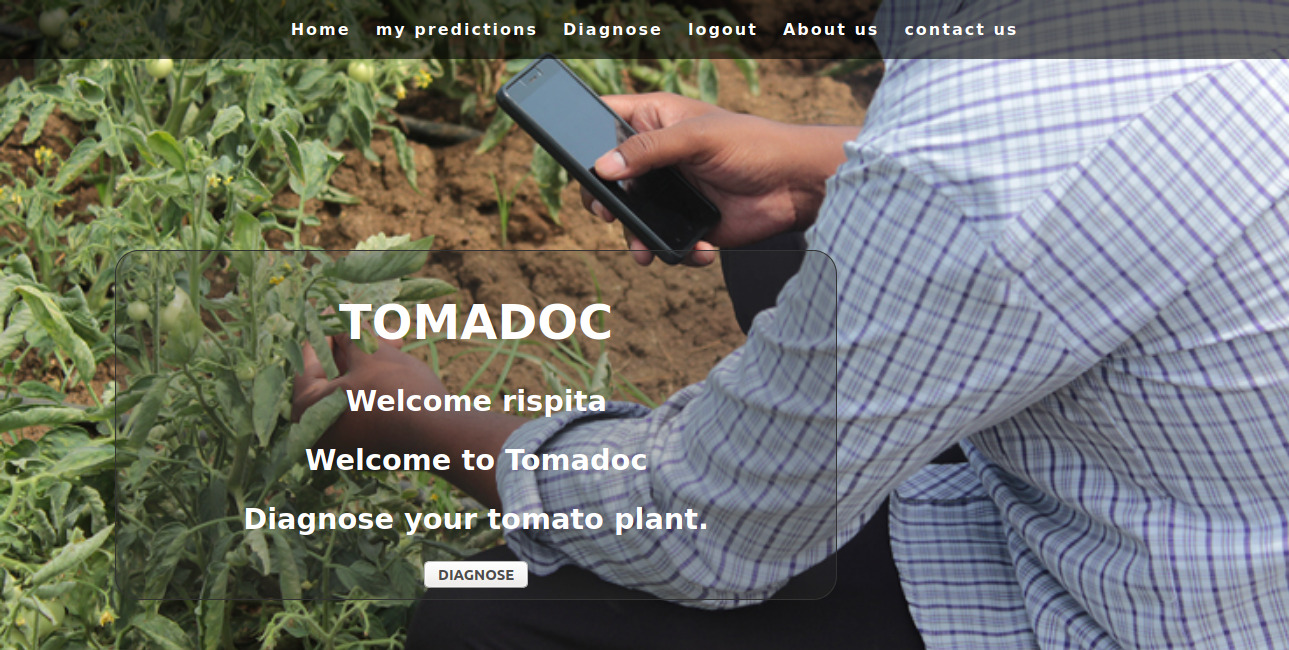 Home my predictions Diagnose logout About us contact us
TOMADOC
Welcome rispita
Welcome to Tomadoc
Diagnose your tomato plant.
DIAGNOSE